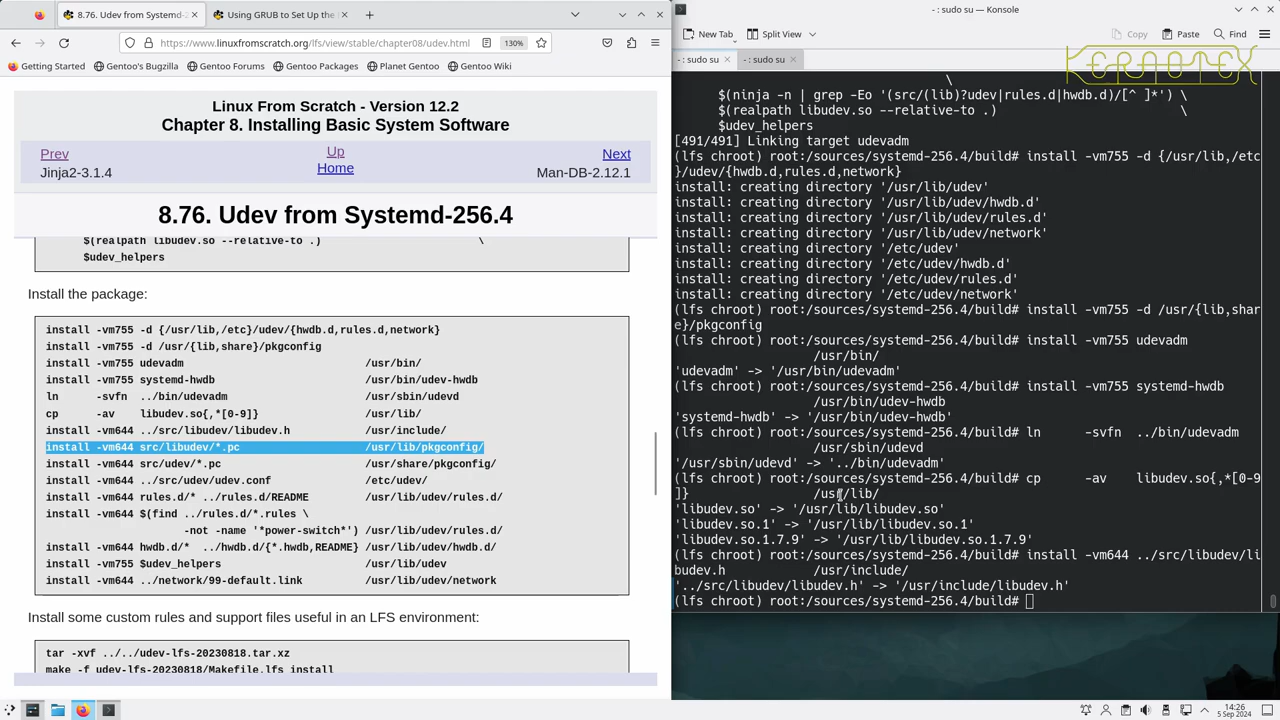 8.76. Udev from Systemd-2
Using GRUB to Set Up the
https://www.linuxfromscratch.org/lfs/view/stable/chapter08/udev.html
130%
Getting Started
Gentoo's Bugzilla
Gentoo Forums
Gentoo Packages
Planet Gentoo
Gentoo Wiki
Linux From Scratch - Version 12.2
Chapter 8. Installing Basic System Software
Prev
Up
Next
Jinja2-3.1.4
Home
Man-DB-2.12.1
8.76. Udev from Systemd-256.4
$(realpath libudev.so --relative-to .) \
$udev_helpers
Install the package:
install -vm755 -d {/usr/lib,/etc}/udev/{hwdb.d,rules.d,network}
install -vm755 -d /usr/{lib,share}/pkgconfig
install -vm755 udevadm /usr/bin/
install -vm755 systemd-hwdb /usr/bin/udev-hwdb
ln -svfn ../bin/udevadm /usr/sbin/udevd
cp -av libudev.so{,*[0-9]} /usr/lib/
install -vm644 ../src/libudev/libudev.h /usr/include/
install -vm644 src/libudev/*.pc /usr/lib/pkgconfig/
install -vm644 src/udev/*.pc /usr/share/pkgconfig/
install -vm644 ../src/udev/udev.conf /etc/udev/
install -vm644 rules.d/* ../rules.d/README /usr/lib/udev/rules.d/
install -vm644 $(find ../rules.d/*.rules \
-not -name '*power-switch*') /usr/lib/udev/rules.d/
install -vm644 hwdb.d/* ../hwdb.d/{*.hwdb,README} /usr/lib/udev/hwdb.d/
install -vm755 $udev_helpers /usr/lib/udev
install -vm644 ../network/99-default.link /usr/lib/udev/network
Install some custom rules and support files useful in an LFS environment:
tar -xvf ../../udev-lfs-20230818.tar.xz
make -f udev-lfs-20230818/Makefile.lfs install
- : sudo su — Konsole
New Tab
Split View
Copy
Paste
Find
- : sudo su
- : sudo su
KERNOTEX
\
$(ninja -n | grep -Eo '(src/(lib)?udev|rules.d|hwdb.d)/[^ ]*') \
$(realpath libudev.so --relative-to .) \
$udev_helpers
[491/491] Linking target udevadm
(lfs chroot) root:/sources/systemd-256.4/build# install -vm755 -d {/usr/lib,/etc
}/udev/{hwdb.d,rules.d,network}
install: creating directory '/usr/lib/udev'
install: creating directory '/usr/lib/udev/hwdb.d'
install: creating directory '/usr/lib/udev/rules.d'
install: creating directory '/usr/lib/udev/network'
install: creating directory '/etc/udev'
install: creating directory '/etc/udev/hwdb.d'
install: creating directory '/etc/udev/rules.d'
install: creating directory '/etc/udev/network'
(lfs chroot) root:/sources/systemd-256.4/build# install -vm755 -d /usr/{lib,shar
e}/pkgconfig
(lfs chroot) root:/sources/systemd-256.4/build# install -vm755 udevadm
/usr/bin/
'udevadm' -> '/usr/bin/udevadm'
(lfs chroot) root:/sources/systemd-256.4/build# install -vm755 systemd-hwdb
/usr/bin/udev-hwdb
'systemd-hwdb' -> '/usr/bin/udev-hwdb'
(lfs chroot) root:/sources/systemd-256.4/build# ln -svfn ../bin/udevadm
/usr/sbin/udevd
'/usr/sbin/udevd' -> '../bin/udevadm'
(lfs chroot) root:/sources/systemd-256.4/build# cp -av libudev.so{,*[0-9
]} /usr/lib/
'libudev.so' -> '/usr/lib/libudev.so'
'libudev.so.1' -> '/usr/lib/libudev.so.1'
'libudev.so.1.7.9' -> '/usr/lib/libudev.so.1.7.9'
(lfs chroot) root:/sources/systemd-256.4/build# install -vm644 ../src/libudev/li
budev.h /usr/include/
'../src/libudev/libudev.h' -> '/usr/include/libudev.h'
(lfs chroot) root:/sources/systemd-256.4/build#
14:26
5 Sep 2024